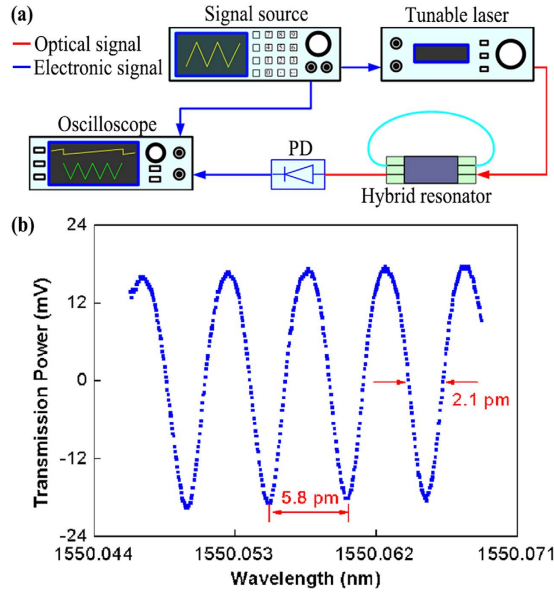 (a)
Signal source
Tunable laser
Optical signal
Electronic signal
Oscilloscope
PD
Hybrid resonator
(b)
24
12
0
-12
-24
Transmission Power (mV)
2.1 pm
5.8 pm
1550.044
1550.053
1550.062
1550.071
Wavelength (nm)